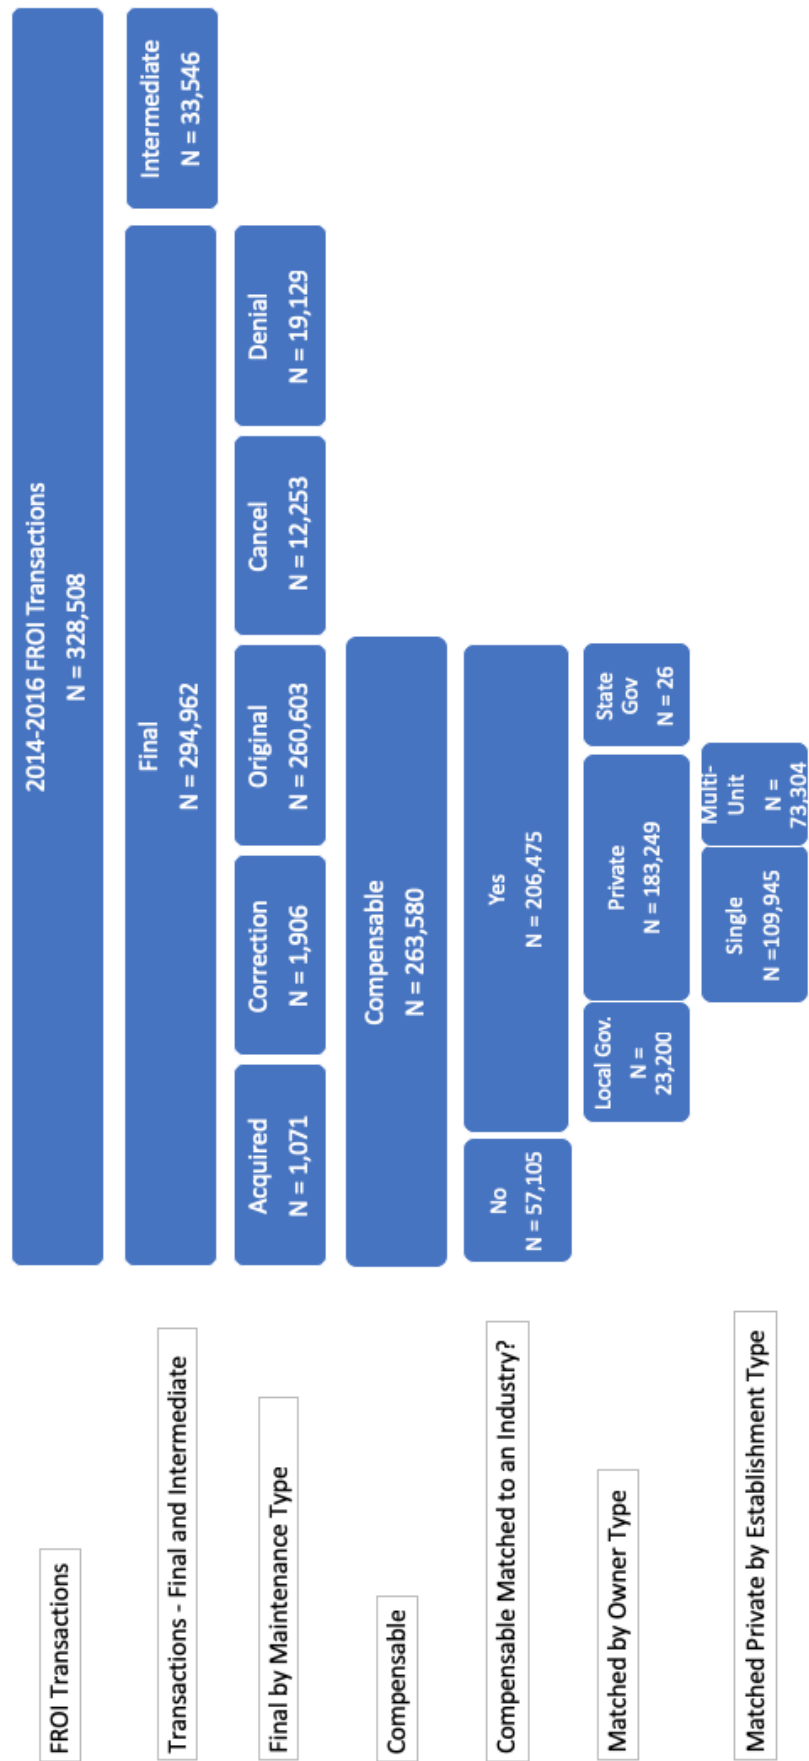 FROI Transactions
2014-2016 FROI Transactions
N = 328,508
Transactions - Final and Intermediate
Final
N = 294,962
Intermediate
N = 33,546
Final by Maintenance Type
Acquired
N = 1,071
Correction
N = 1,906
Original
N = 260,603
Cancel
N = 12,253
Denial
N = 19,129
Compensable
Compensable
N = 263,580
Compensable Matched to an Industry?
No
N = 57,105
Yes
N = 206,475
Matched by Owner Type
Local Gov.
N =
23,200
Private
N = 183,249
State
Gov
N = 26
Matched Private by Establishment Type
Single
N =109,945
Multi-
Unit
N =
73,304